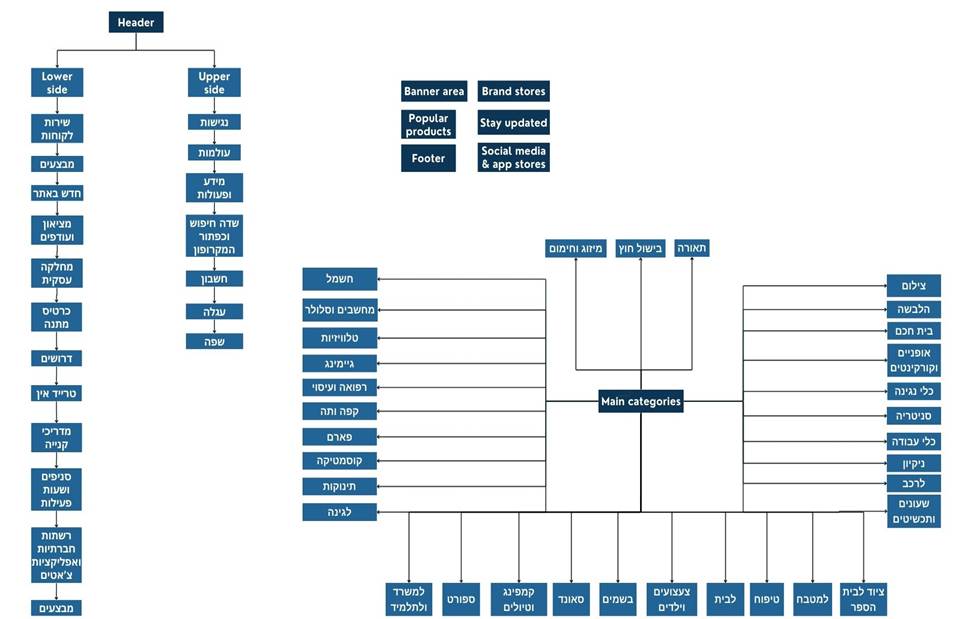 Header
Lower
side
שירות
לקוחות
מבצעים
חדש באתר
מציאון
ועודפים
מחלקה
עסקית
כרטיס
מתנה
דרושים
טרייד אין
מדריכי
קנייה
סניפים
ושעות
פעילות
רשתות
חברתיות
ואפליקציות
צ'אטים
מבצעים
Upper
side
נגישות
עולמות
מידע
ופעולות
שדה חיפוש
וכפתור
המקרופון
חשבון
עגלה
שפה
Banner area
Brand stores
Popular
products
Stay updated
Footer
Social media
& app stores
מיזוג וחימום
בישול חוץ
תאורה
חשמל
מחשבים וסלולר
טלוויזיות
גיימינג
רפואה ועיסוי
קפה ותה
פארם
קוסמטיקה
תינוקות
לגינה
Main categories
צילום
הלבשה
בית חכם
אופניים
וקורקינטים
כלי נגינה
סניטריה
כלי עבודה
ניקיון
לרכב
שעונים
ותכשיטים
למשרד
ולתלמיד
ספורט
קמפינג
וטיולים
סאונד
בשמים
צעצועים
וילדים
לבית
טיפוח
למטבח
ציוד לבית
הספר